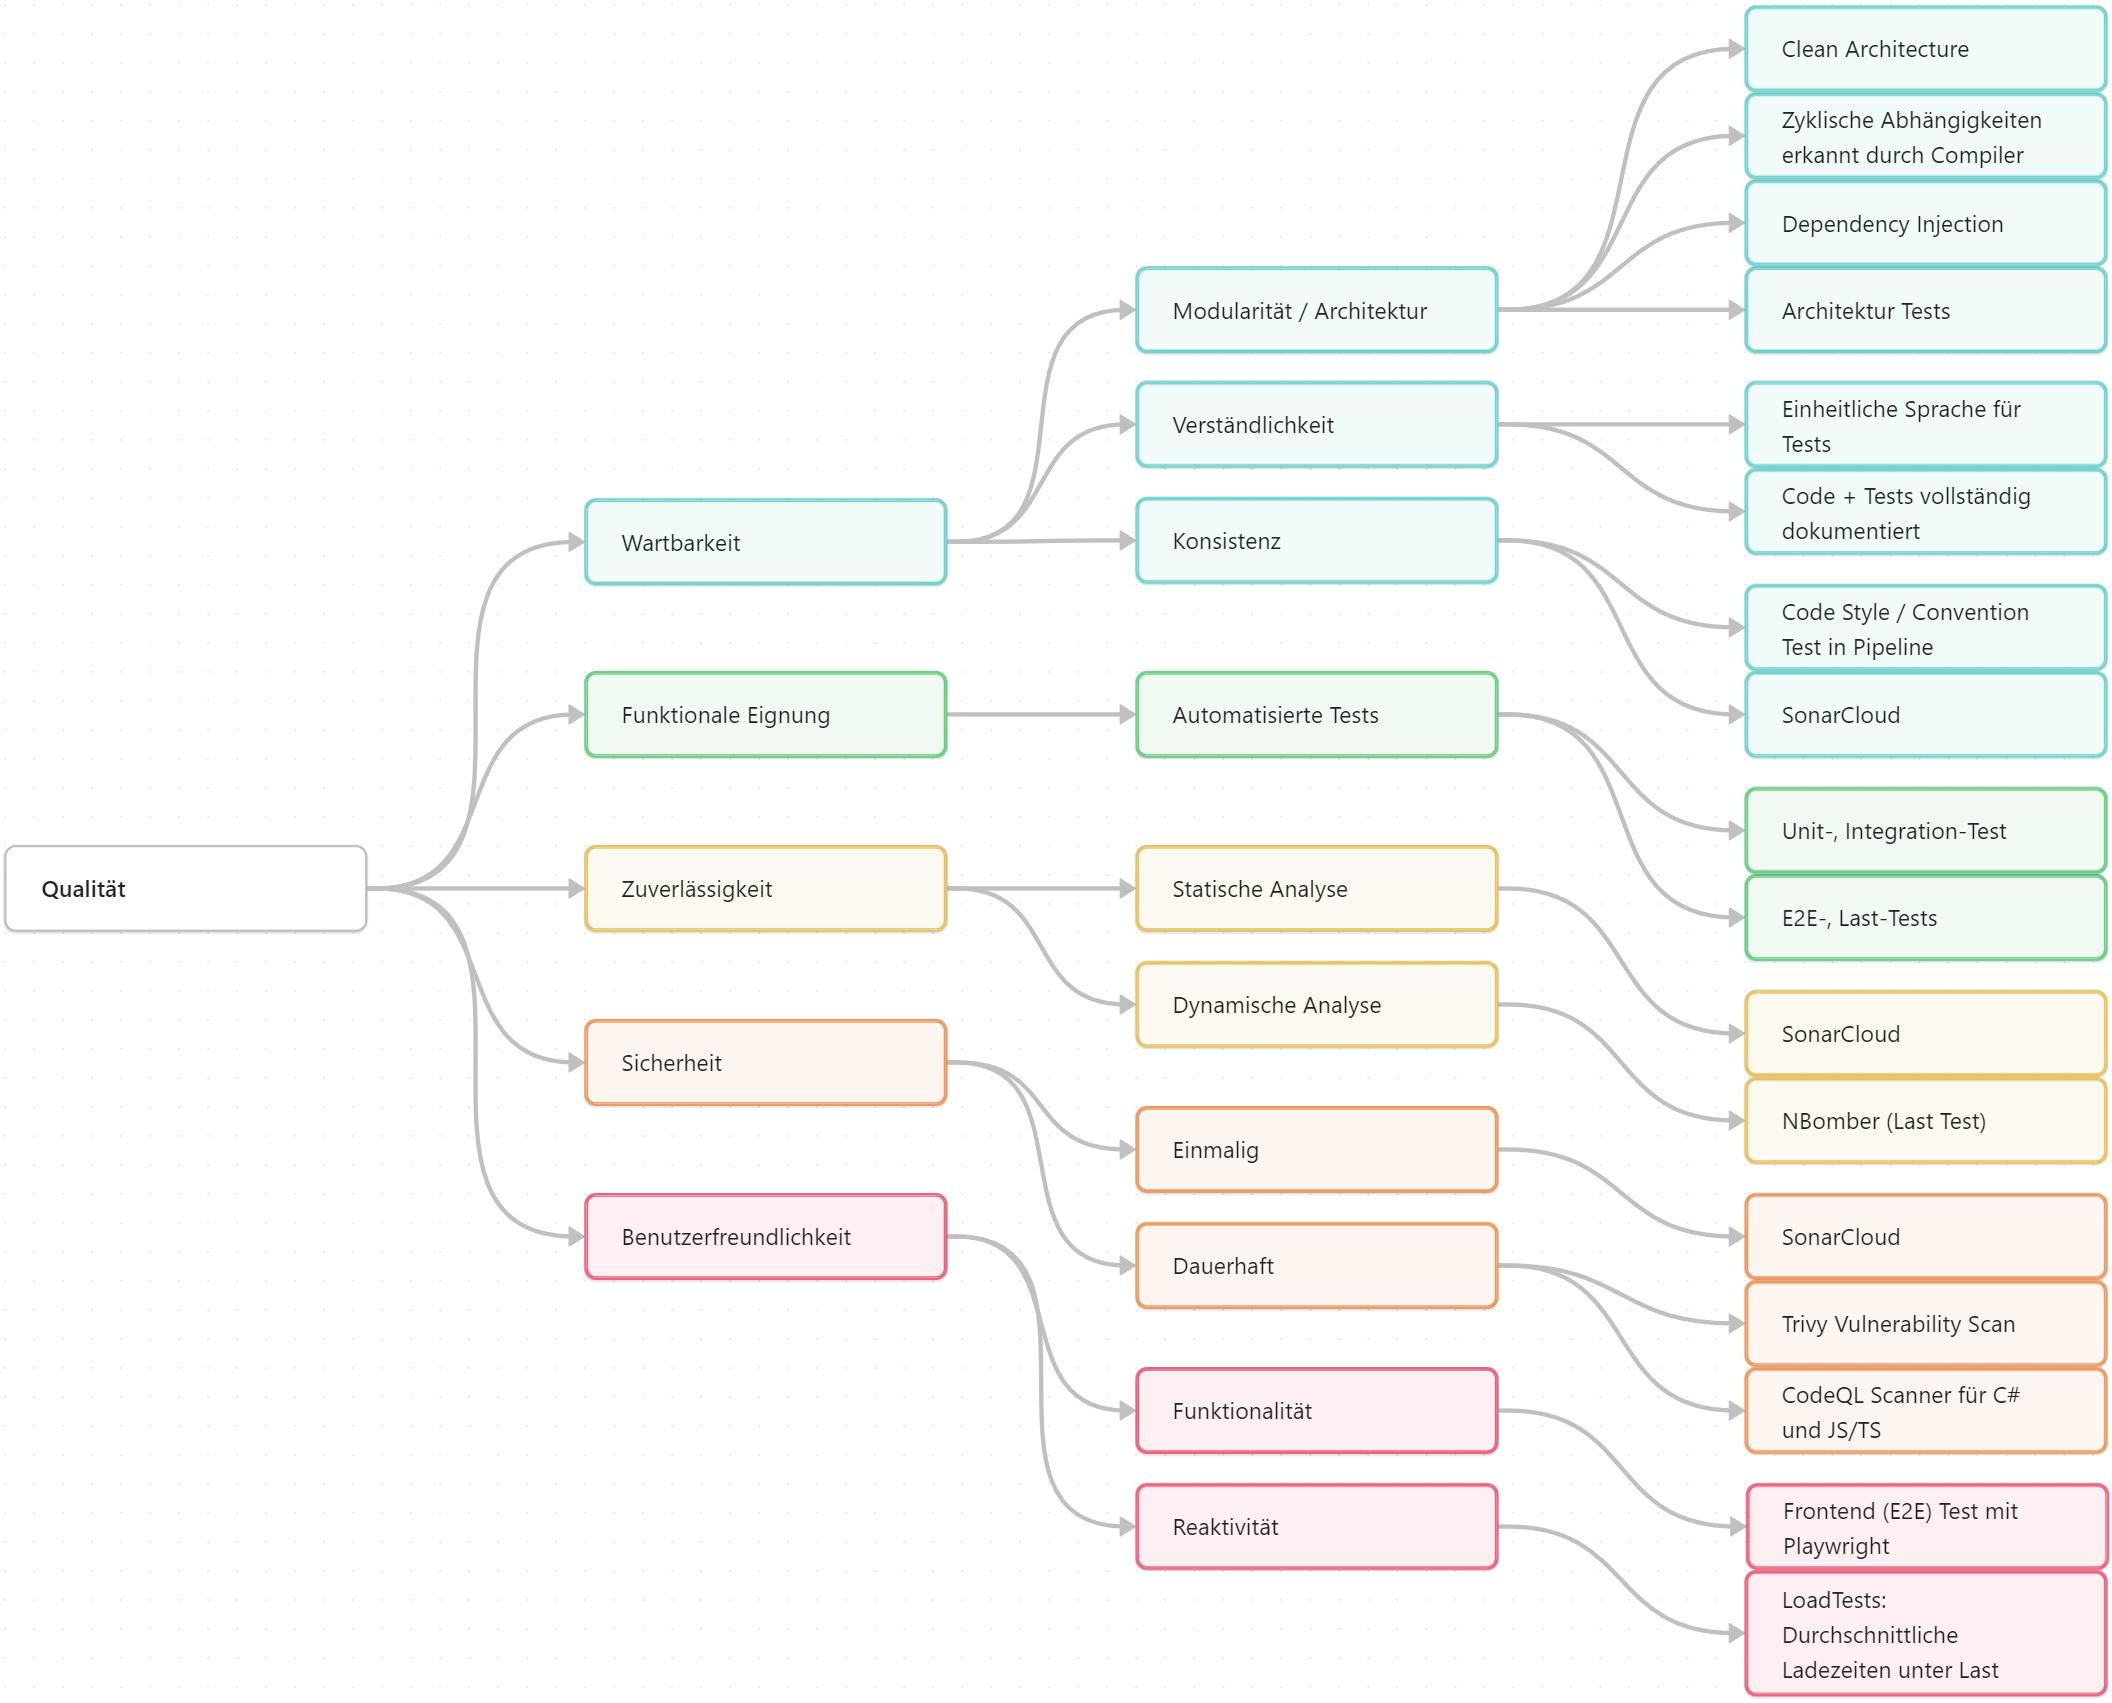 Qualität
Wartbarkeit
Funktionale Eignung
Zuverlässigkeit
Sicherheit
Benutzerfreundlichkeit
Modularität / Architektur
Verständlichkeit
Konsistenz
Automatisierte Tests
Statische Analyse
Dynamische Analyse
Einmalig
Dauerhaft
Funktionalität
Reaktivität
Clean Architecture
Zyklische Abhängigkeiten
erkannt durch Compiler
Dependency Injection
Architektur Tests
Einheitliche Sprache für
Tests
Code + Tests vollständig
dokumentiert
Code Style / Convention
Test in Pipeline
SonarCloud
Unit-, Integration-Test
E2E-, Last-Tests
SonarCloud
NBomber (Last Test)
SonarCloud
Trivy Vulnerability Scan
CodeQL Scanner für C#
und JS/TS
Frontend (E2E) Test mit
Playwright
LoadTests:
Durchschnittliche
Ladezeiten unter Last